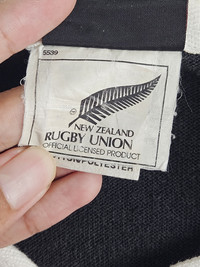 5539
®
NEW ZEALAND
RUGBY UNION
OFFICIAL LICENSED PRODUCT